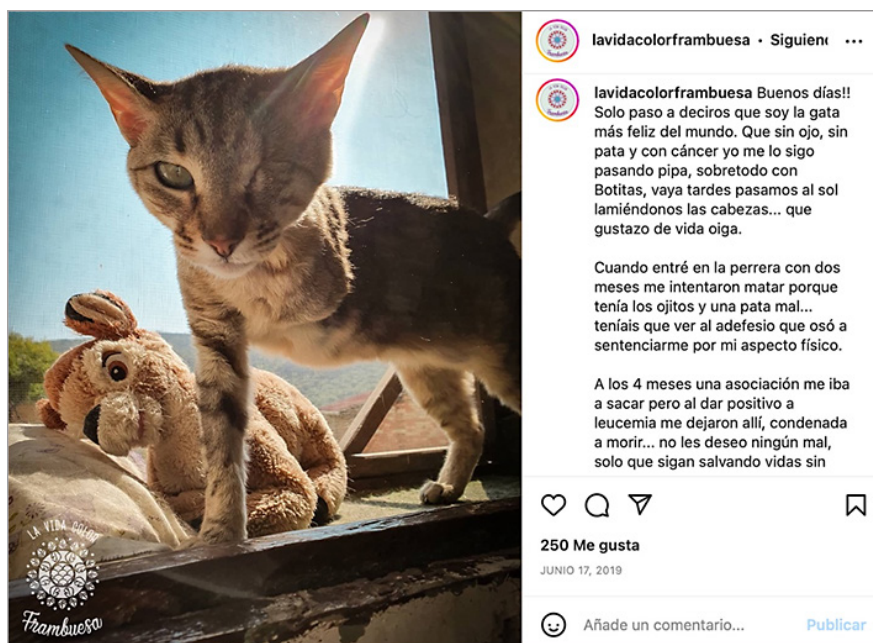 lavidacolorframbuesa • Siguiend ...
lavidacolorframbuesa Buenos días!!
Solo paso a deciros que soy la gata
más feliz del mundo. Que sin ojo, sin
pata y con cáncer yo me lo sigo
pasando pipa, sobretodo con
Botitas, vaya tardes pasamos al sol
lamiéndonos las cabezas... que
gustazo de vida oiga.
Cuando entré en la perrera con dos
meses me intentaron matar porque
tenía los ojitos y una pata mal...
teníais que ver al adefesio que osó a
sentenciarme por mi aspecto físico.
A los 4 meses una asociación me iba
a sacar pero al dar positivo a
leucemia me dejaron allí, condenada
a morir... no les deseo ningún mal,
solo que sigan salvando vidas sin
250 Me gusta
JUNIO 17, 2019
Añade un comentario... Publicar
LA VIDA COLOR
Frambuesa